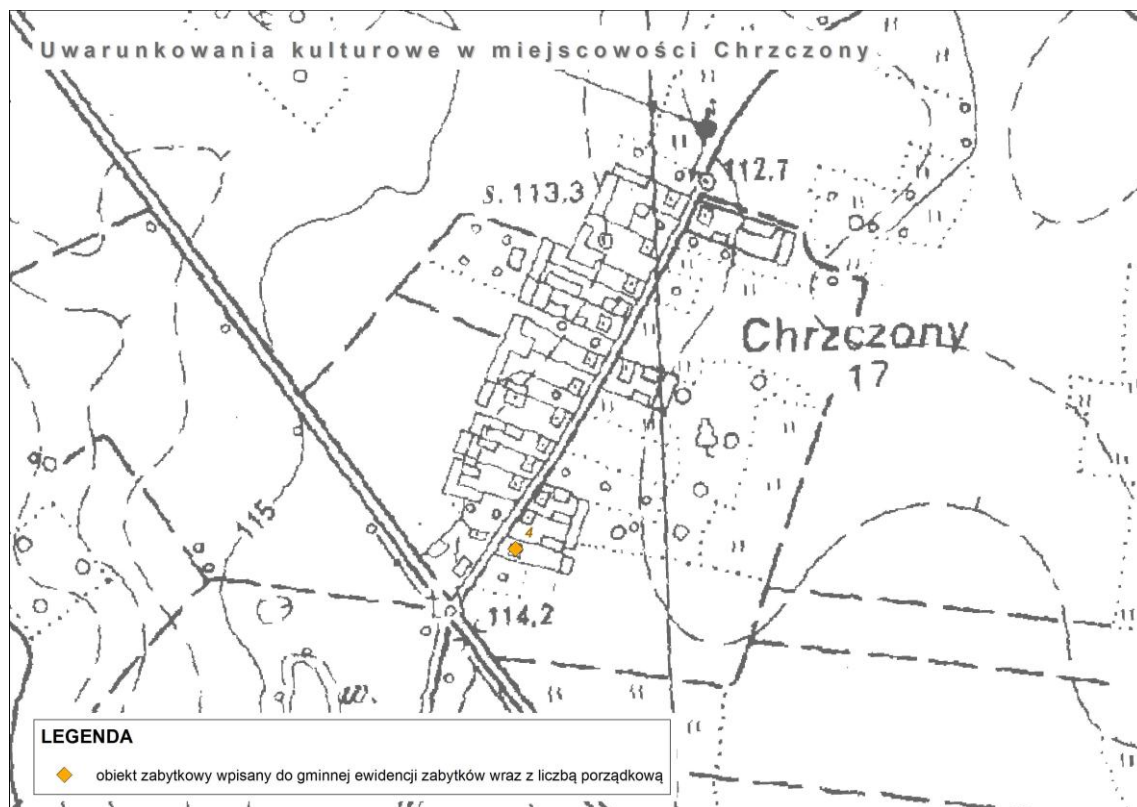 Uwarunkowania kulturowe w miejscowości Chrzczony
112.7
s. 113.3
Chrzczony
17
115
4
114,2
w.
LEGENDA
obiekt zabytkowy wpisany do gminnej ewidencji zabytków wraz z liczbą porządkową